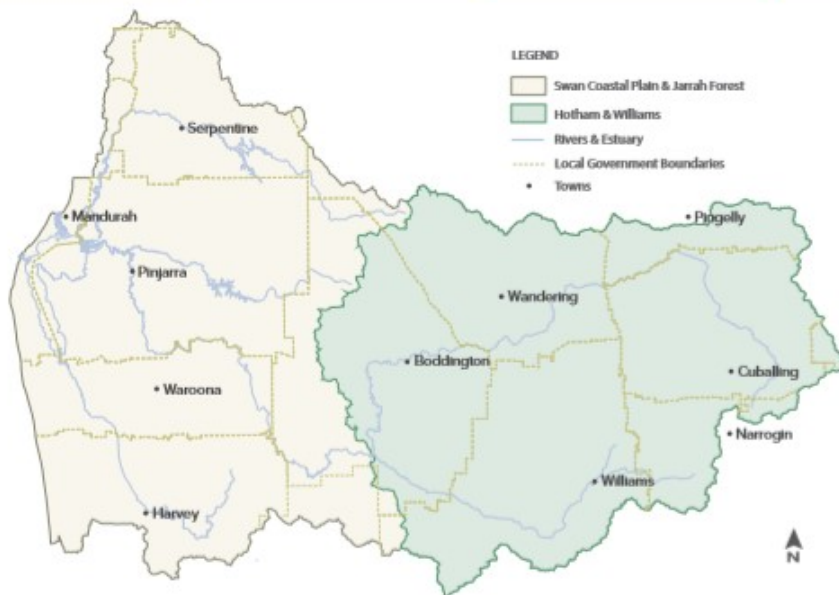 LEGEND
Swan Coastal Plain & Jarrah Forest
Hotham & Williams
Rivers & Estuary
Local Government Boundaries
Towns
Serpentine
Mandurah
Pingelly
Pinjarra
Wandering
Boddington
Waroona
Cuballing
Narrogin
Williams
Harvey
N